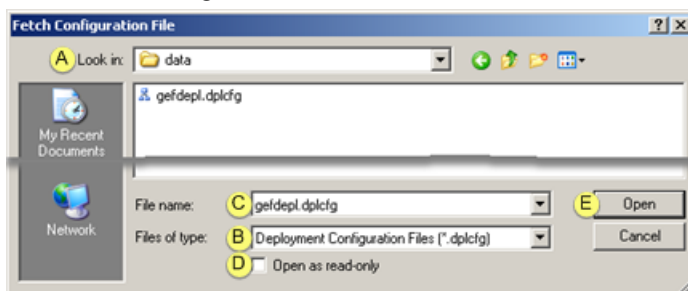 Fetch Configuration File
A Look in: data
gefdepl.dplcfg
My Recent
Documents
Network
File name: C gefdepl.dplcfg E Open
Files of type: B Deployment Configuration Files (*.dplcfg) Cancel
D Open as read-only